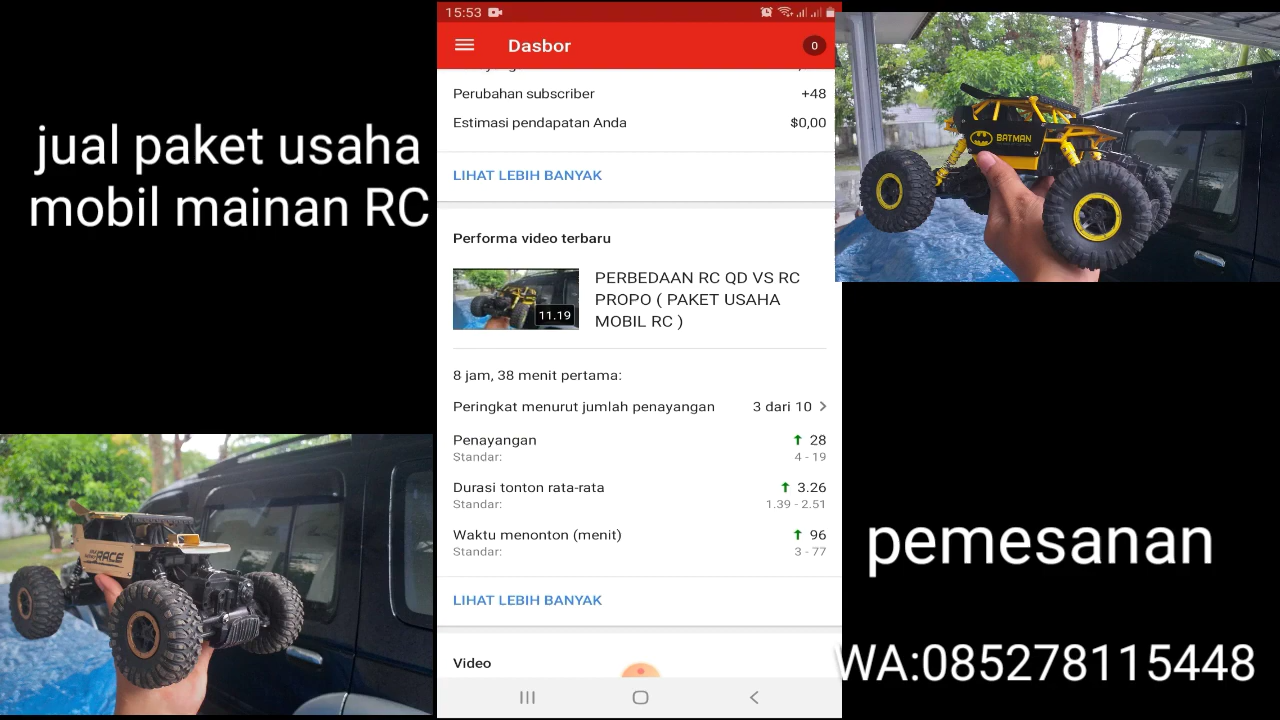 jual paket usaha
mobil mainan RC
15:53
Dasbor
0
Perubahan subscriber +48
Estimasi pendapatan Anda $0,00
LIHAT LEBIH BANYAK
Performa video terbaru
11.19
PERBEDAAN RC QD VS RC
PROPO ( PAKET USAHA
MOBIL RC )
8 jam, 38 menit pertama:
Peringkat menurut jumlah penayangan 3 dari 10
Penayangan 28
Standar: 4 - 19
Durasi tonton rata-rata 3.26
Standar: 1.39 - 2.51
Waktu menonton (menit) 96
Standar: 3 - 77
LIHAT LEBIH BANYAK
Video
BATMAN
RACE
pemesanan
WA:085278115448